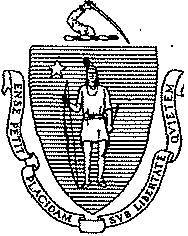 ENSE PETIT
PLACIDAM
SVB LIBERTATE
QVIETEM